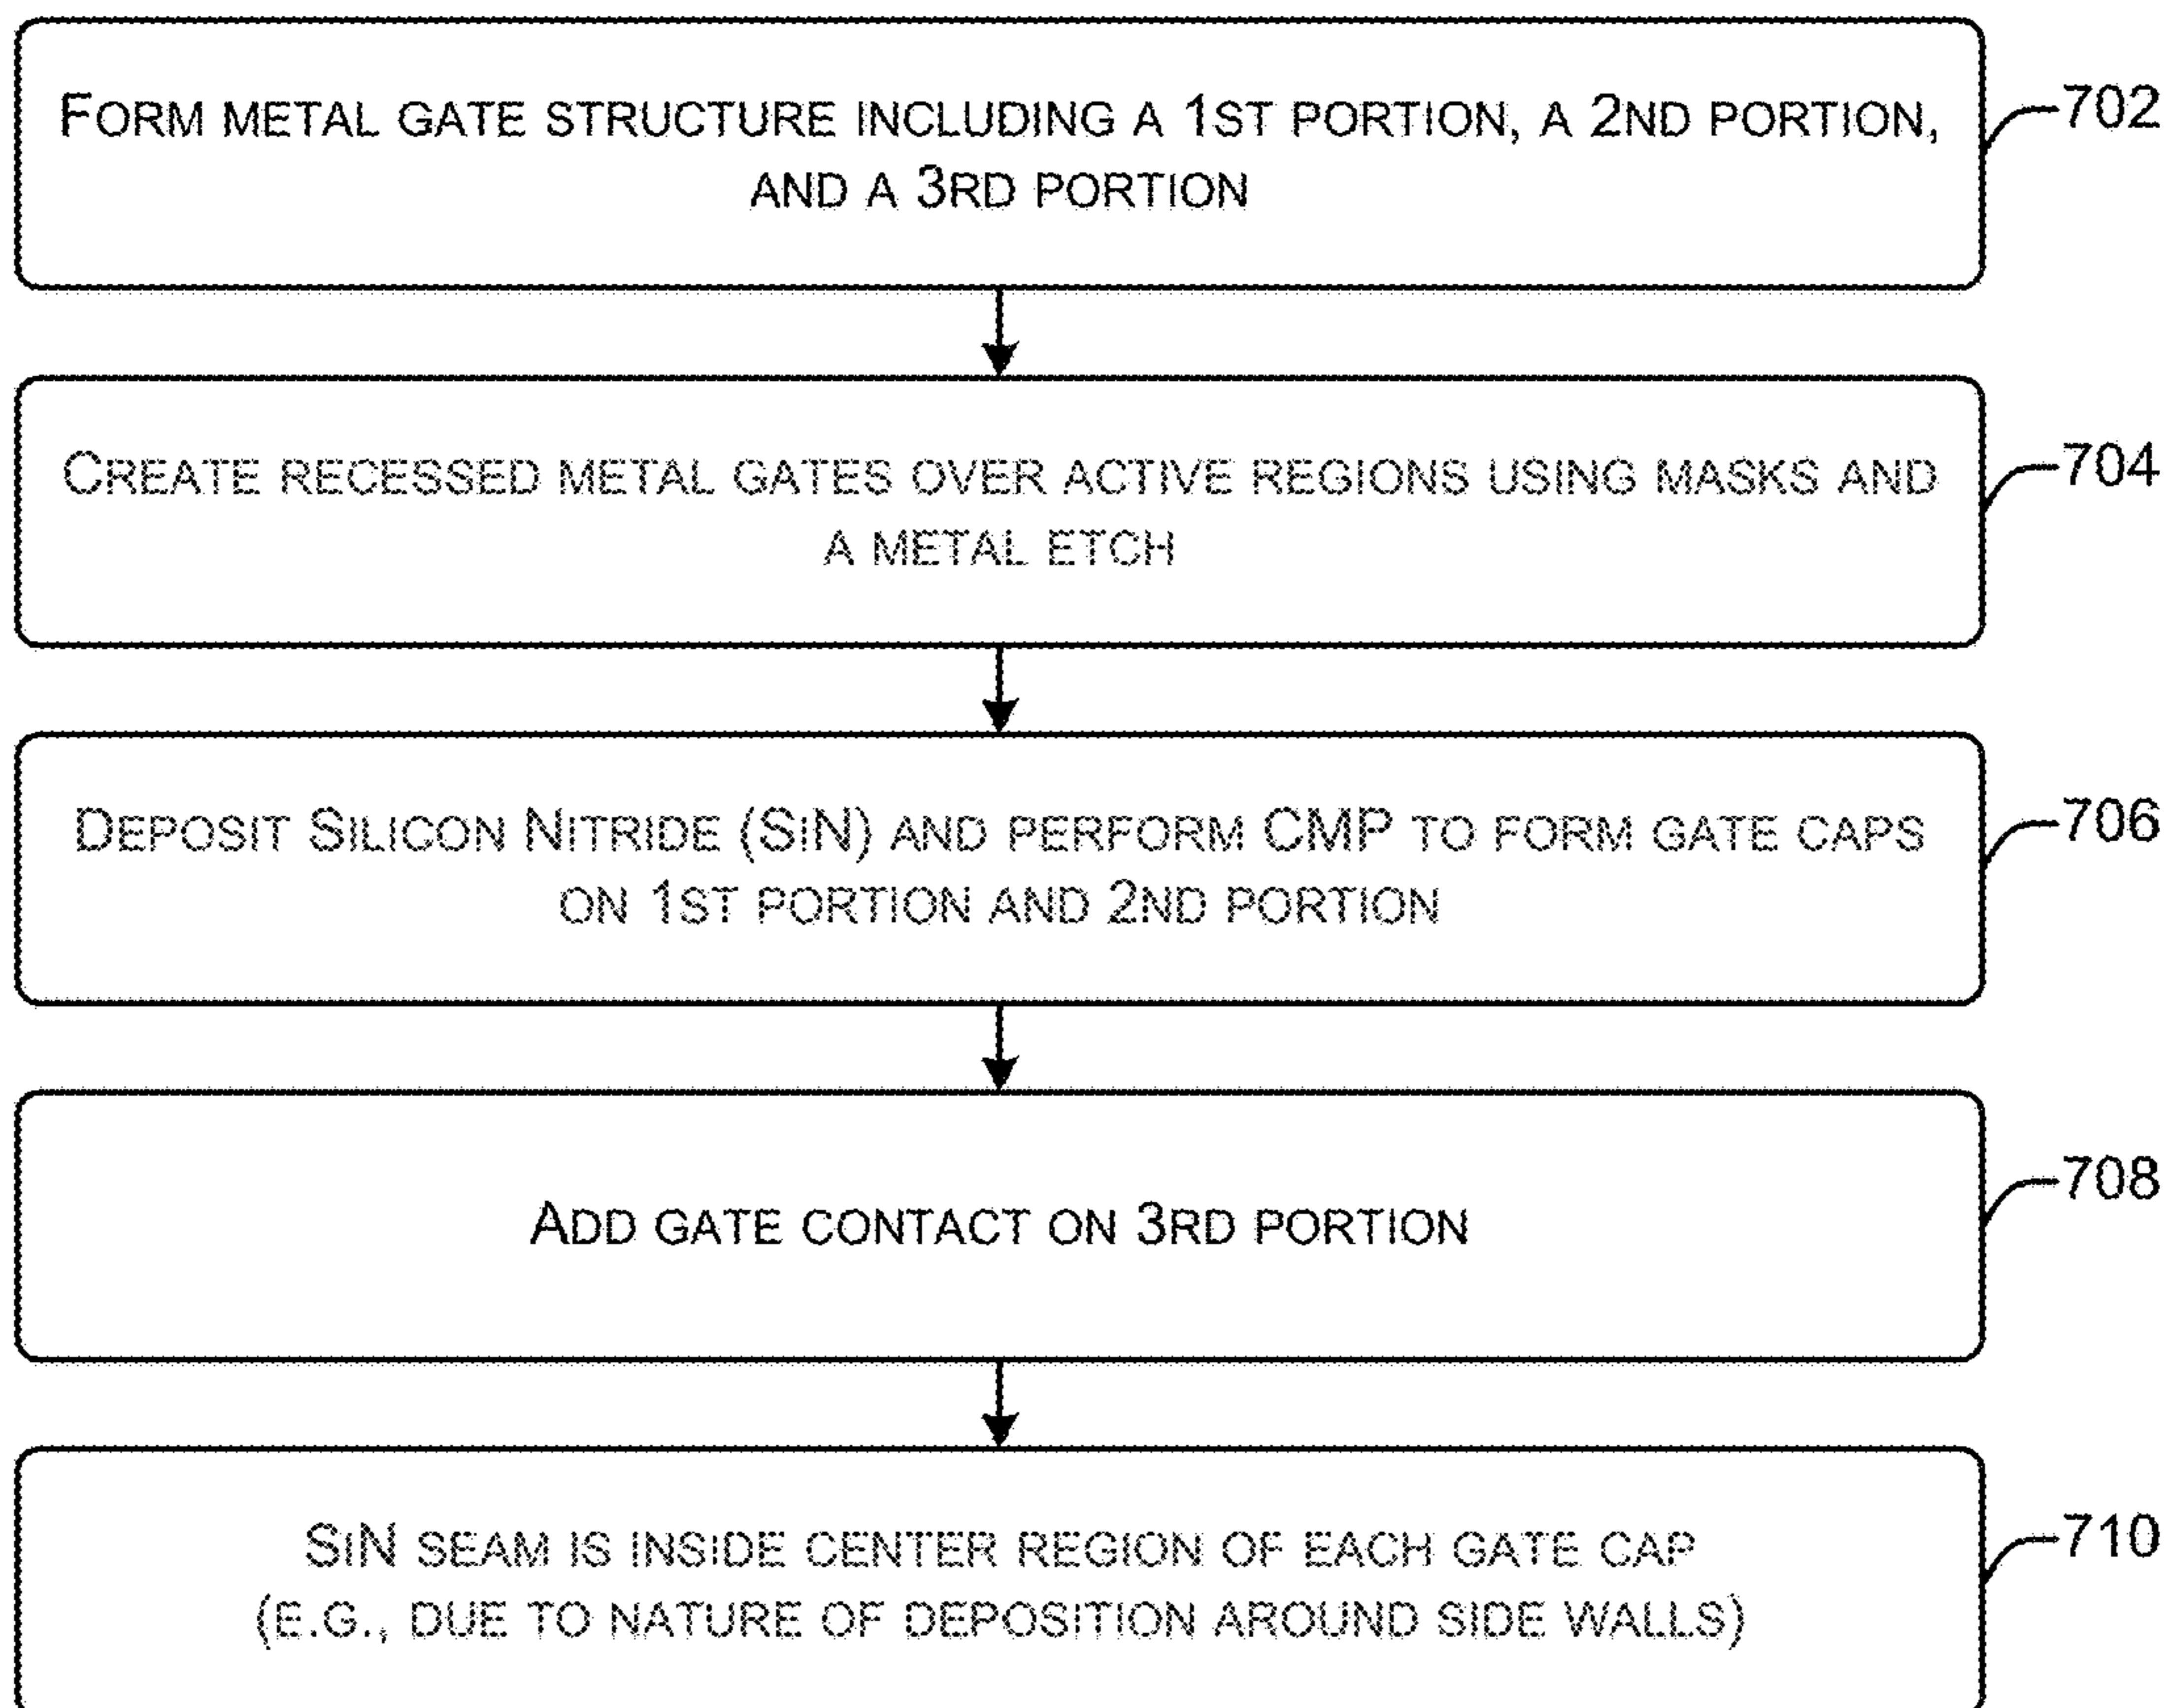 FORM METAL GATE STRUCTURE INCLUDING A 1ST PORTION, A 2ND PORTION,
AND A 3RD PORTION
702
CREATE RECESSED METAL GATES OVER ACTIVE REGIONS USING MASKS AND
A METAL ETCH
704
DEPOSIT SILICON NITRIDE (SIN) AND PERFORM CMP TO FORM GATE CAPS
ON 1ST PORTION AND 2ND PORTION
706
ADD GATE CONTACT ON 3RD PORTION
708
SIN SEAM IS INSIDE CENTER REGION OF EACH GATE CAP
(E.G., DUE TO NATURE OF DEPOSITION AROUND SIDE WALLS)
710